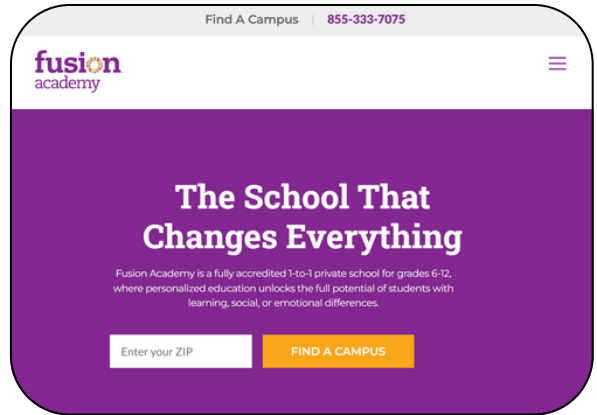 Find A Campus | 855-333-7075
fusion
academy
The School That
Changes Everything
Fusion Academy is a fully accredited 1-to-1 private school for grades 6-12,
where personalized education unlocks the full potential of students with
learning, social, or emotional differences.
Enter your ZIP
FIND A CAMPUS